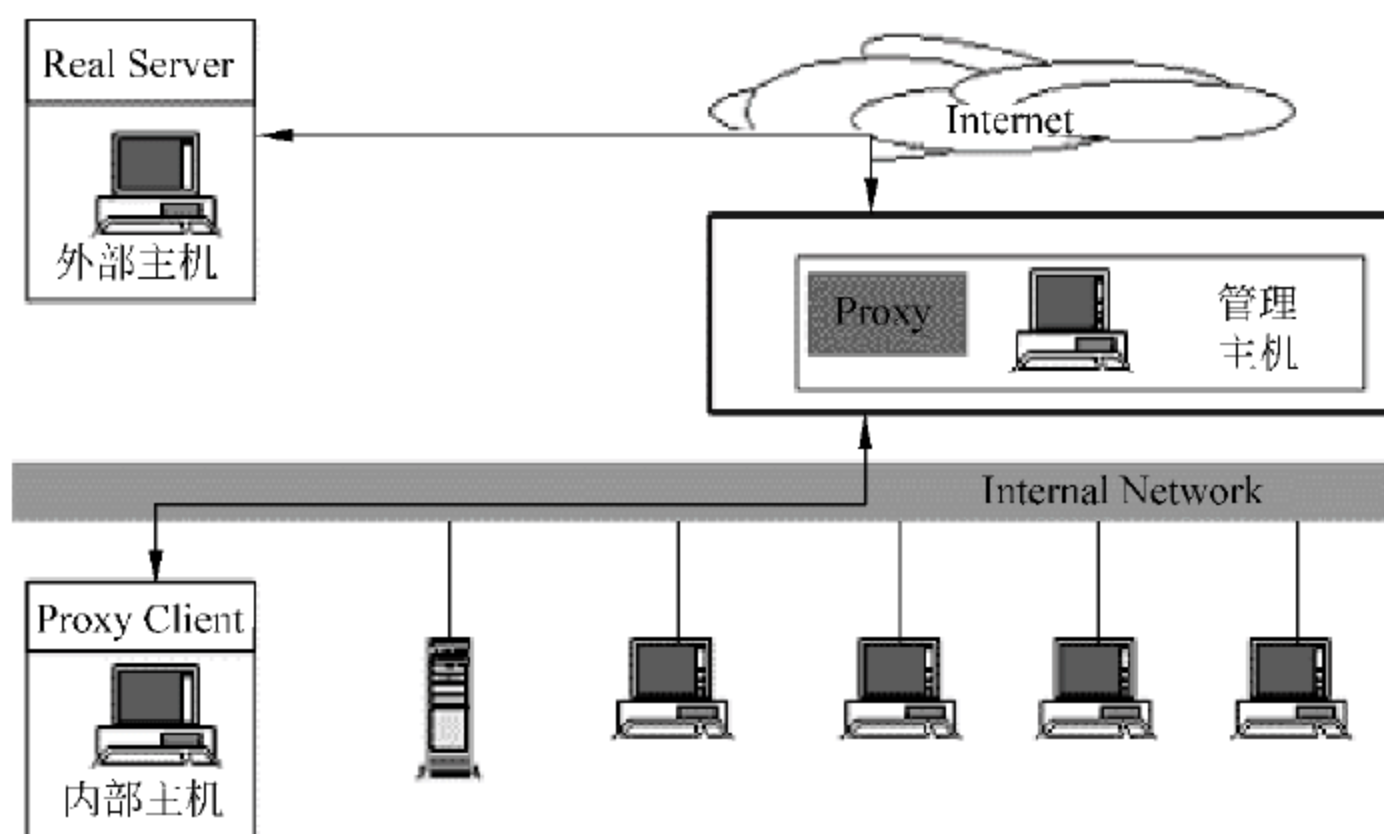 Real Server
外部主机
Internet
Proxy
管理
主机
Internal Network
Proxy Client
内部主机